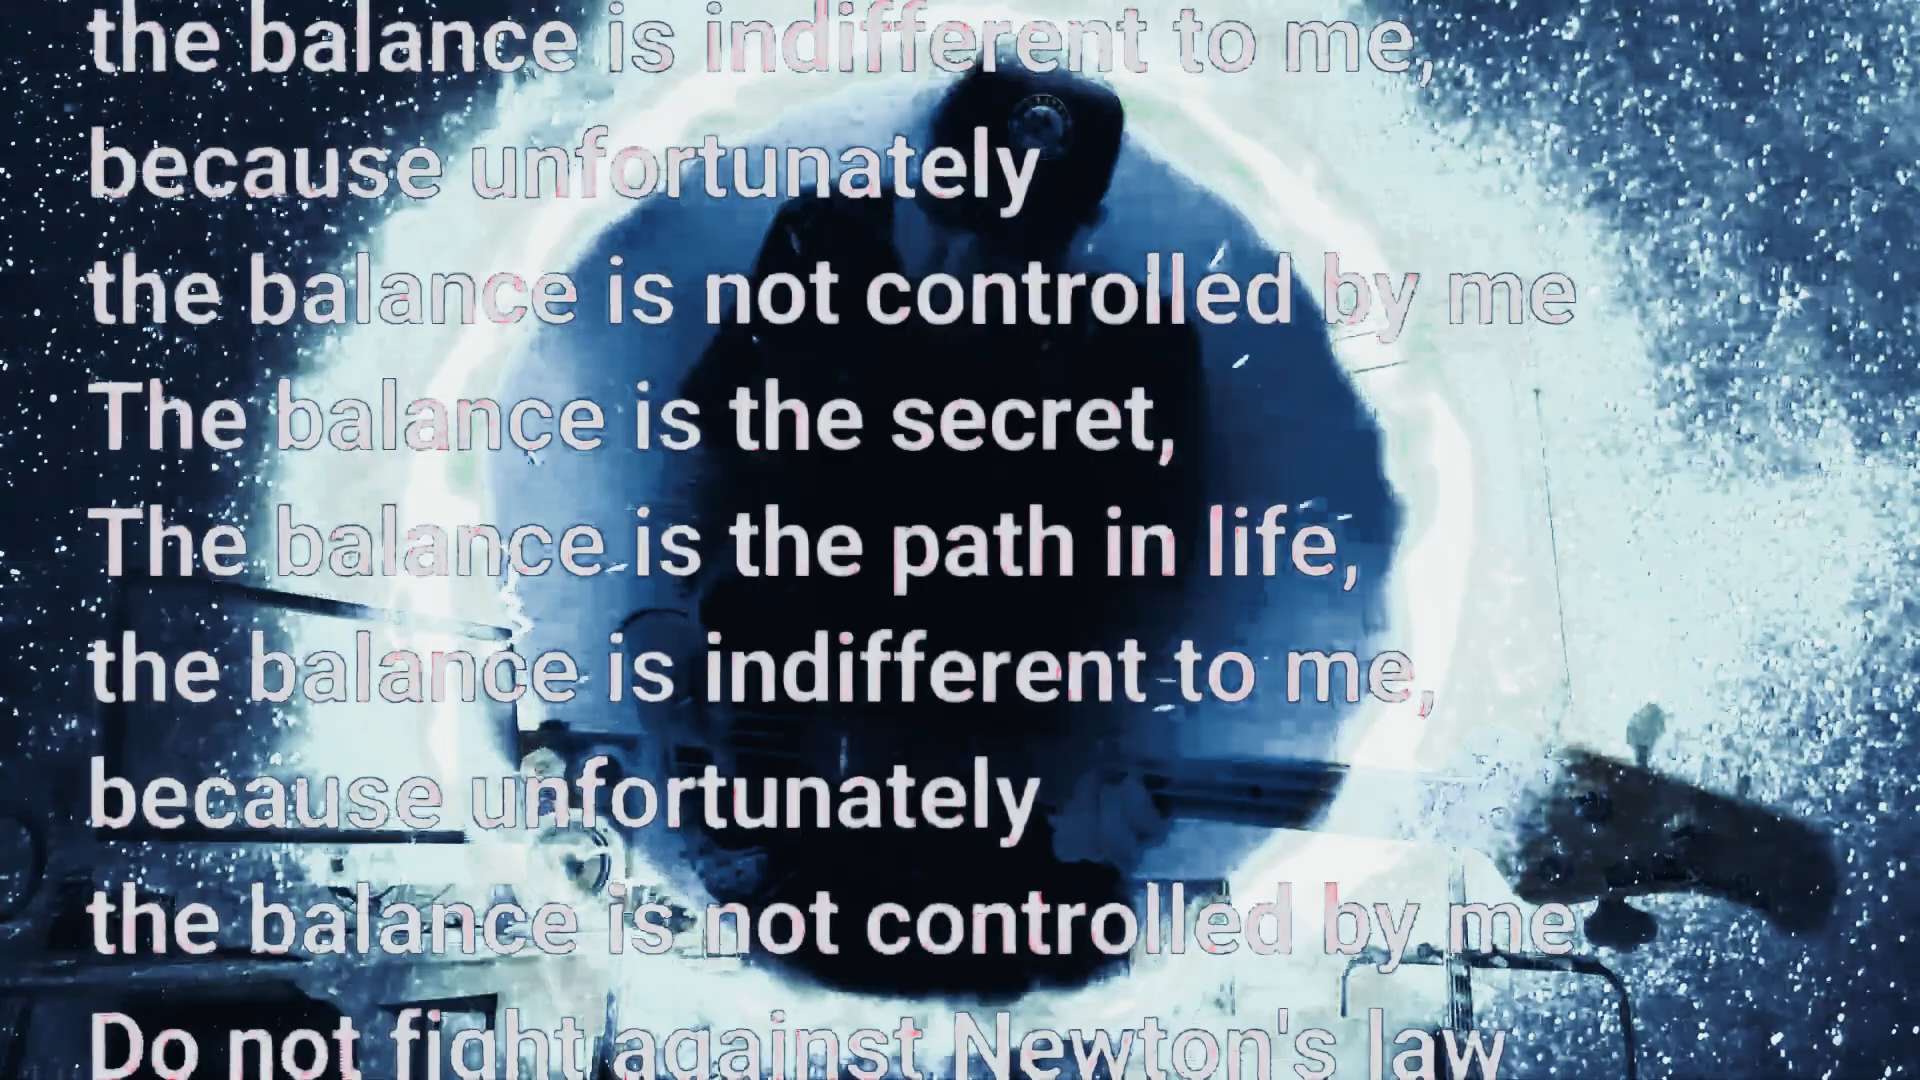 the balance is indifferent to me,
because unfortunately
the balance is not controlled by me
The balance is the secret,
The balance is the path in life,
the balance is indifferent to me,
because unfortunately
the balance is not controlled by me
Do not fight against Newton's law